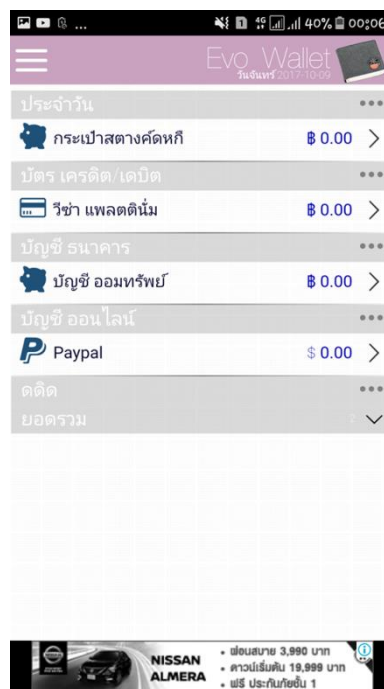 40% 00:06
Evo Wallet
วันจันทร์ 2017-10-09
ประจำวัน
กระเป๋าสตางค์ดหกื
฿ 0.00
บัตร เครดิต/เดบิต
วีซ่า แพลตตินั่ม
฿ 0.00
บัญชี ธนาคาร
บัญชี ออมทรัพย์
฿ 0.00
บัญชี ออนไลน์
Paypal
$ 0.00
ดดิด
ยอดรวม
NISSAN
ALMERA
• ผ่อนสบาย 3,990 บาท
• ดาวน์เริ่มต้น 19,999 บาท
• ฟรี ประกันภัยชั้น 1